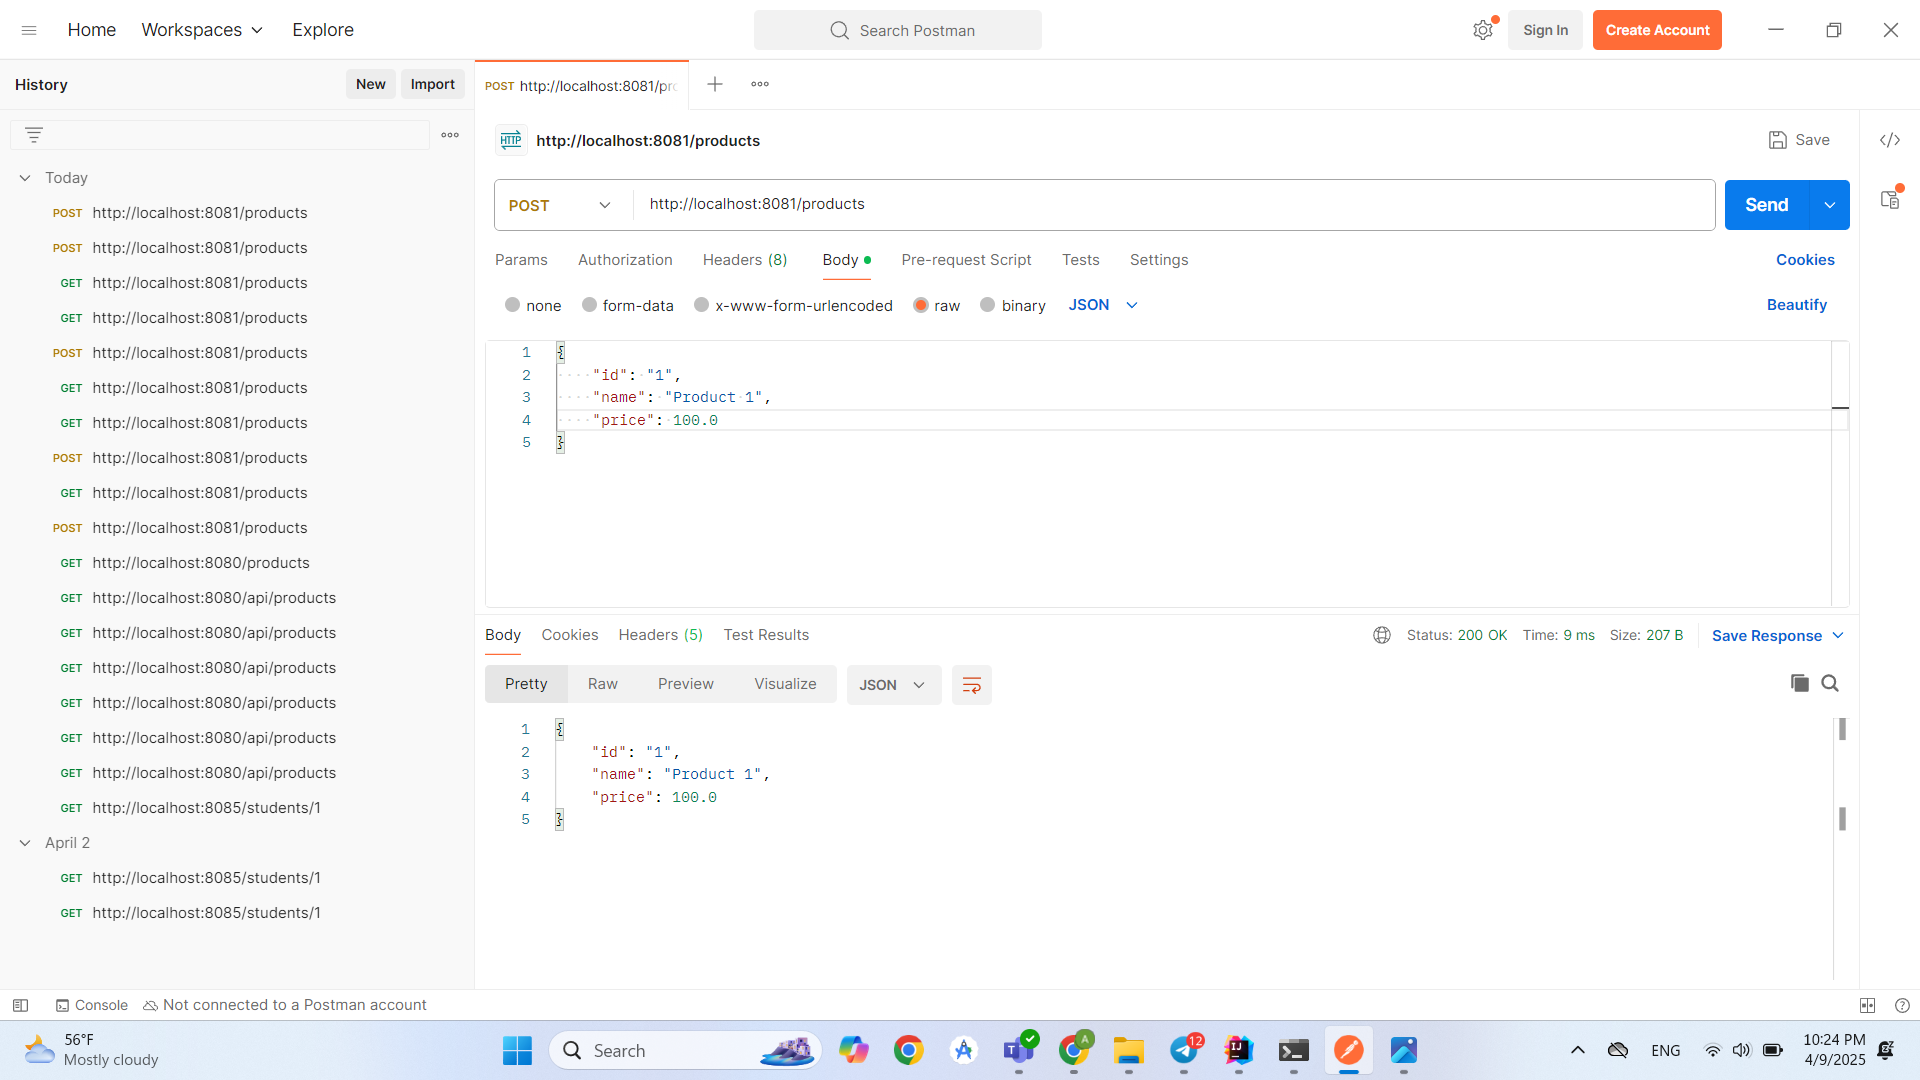 Home Workspaces Explore Search Postman Sign In Create Account
History New Import
POST http://localhost:8081/pr
HTTP http://localhost:8081/products Save
Today
POST http://localhost:8081/products
POST http://localhost:8081/products
GET http://localhost:8081/products
GET http://localhost:8081/products
POST http://localhost:8081/products
GET http://localhost:8081/products
GET http://localhost:8081/products
POST http://localhost:8081/products
GET http://localhost:8081/products
POST http://localhost:8081/products
GET http://localhost:8080/products
GET http://localhost:8080/api/products
GET http://localhost:8080/api/products
GET http://localhost:8080/api/products
GET http://localhost:8080/api/products
GET http://localhost:8080/api/products
GET http://localhost:8080/api/products
GET http://localhost:8085/students/1
April 2
GET http://localhost:8085/students/1
GET http://localhost:8085/students/1
POST http://localhost:8081/products Send
Params Authorization Headers (8) Body Pre-request Script Tests Settings Cookies
none form-data x-www-form-urlencoded raw binary JSON Beautify
1 {
2 "id": "1",
3 "name": "Product 1",
4 "price": 100.0
5 }
Body Cookies Headers (5) Test Results Status: 200 OK Time: 9 ms Size: 207 B Save Response
Pretty Raw Preview Visualize JSON
1 {
2 "id": "1",
3 "name": "Product 1",
4 "price": 100.0
5 }
Console Not connected to a Postman account
56°F
Mostly cloudy
Search
12
A
IJ
ENG
10:24 PM
4/9/2025